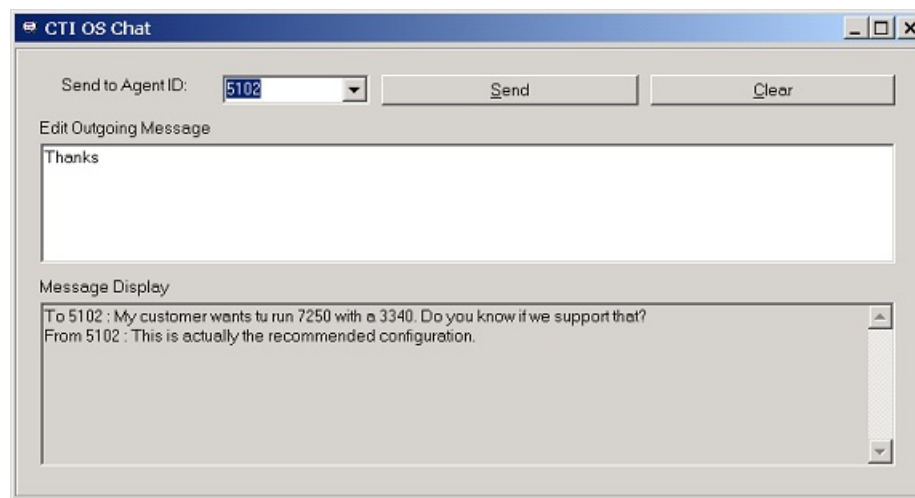 CTI OS Chat
Send to Agent ID: 5102 Send Clear
Edit Outgoing Message
Thanks
Message Display
To 5102 : My customer wants tu run 7250 with a 3340. Do you know if we support that?
From 5102 : This is actually the recommended configuration.